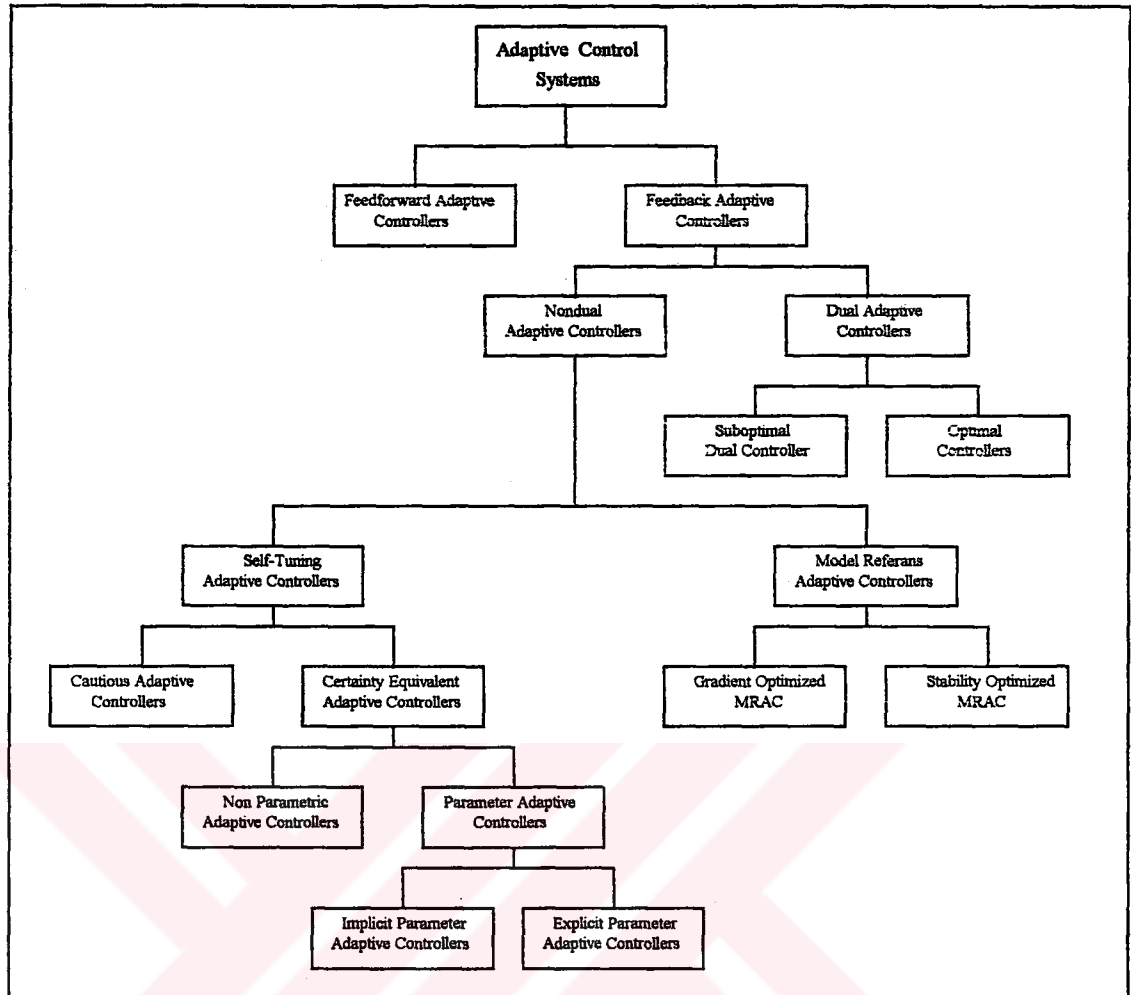 Adaptive Control
Systems
Feedforward Adaptive
Controllers
Feedback Adaptive
Controllers
Nondual
Adaptive Controllers
Dual Adaptive
Controllers
Suboptimal
Dual Controller
Optimal
Controllers
Self-Tuning
Adaptive Controllers
Model Referans
Adaptive Controllers
Cautious Adaptive
Controllers
Certainty Equivalent
Adaptive Controllers
Gradient Optimized
MRAC
Stability Optimized
MRAC
Non Parametric
Adaptive Controllers
Parameter Adaptive
Controllers
Implicit Parameter
Adaptive Controllers
Explicit Parameter
Adaptive Controllers